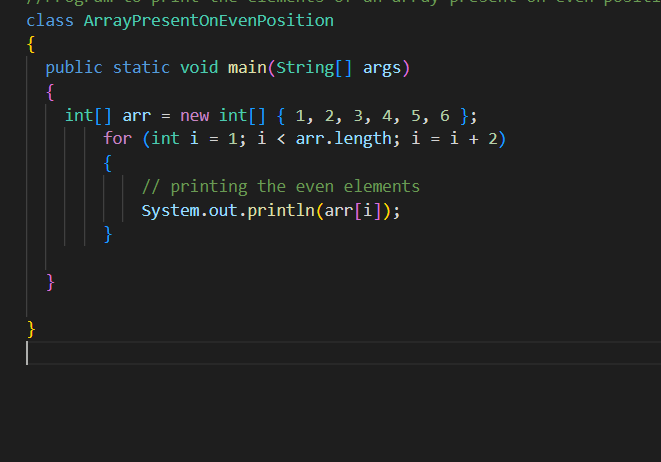 //Program to print the elements of an array present on even positi
class ArrayPresentOnEvenPosition
{
public static void main(String[] args)
{
int[] arr = new int[] { 1, 2, 3, 4, 5, 6 };
for (int i = 1; i < arr.length; i = i + 2)
{
// printing the even elements
System.out.println(arr[i]);
}
}
}